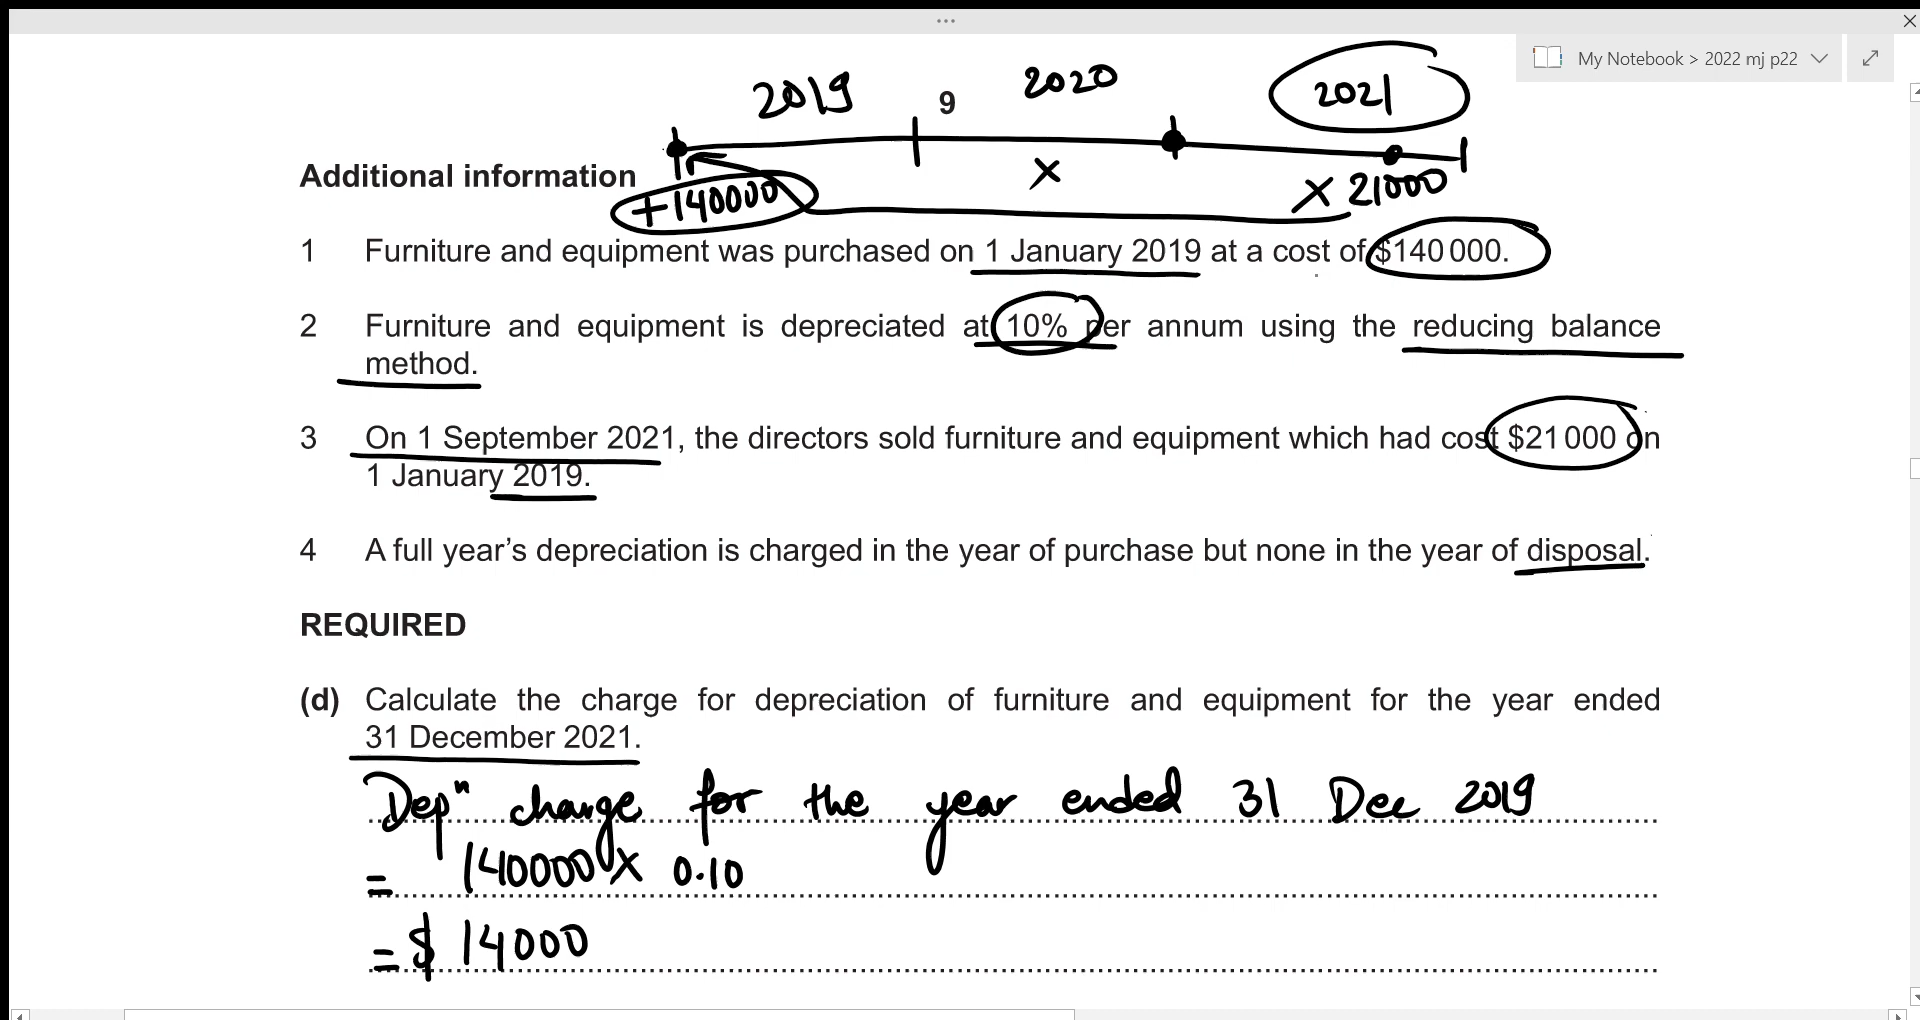 My Notebook > 2022 mj p22
2019 9 2020 2021
Additional information
+140000 × × 21000
1 Furniture and equipment was purchased on 1 January 2019 at a cost of $140 000.
2 Furniture and equipment is depreciated at 10% per annum using the reducing balance
method.
3 On 1 September 2021, the directors sold furniture and equipment which had cost $21 000 on
1 January 2019.
4 A full year’s depreciation is charged in the year of purchase but none in the year of disposal.
REQUIRED
(d) Calculate the charge for depreciation of furniture and equipment for the year ended
31 December 2021.
Depⁿ charge for the year ended 31 Dec 2019
= 140000 × 0.10
= $ 14000